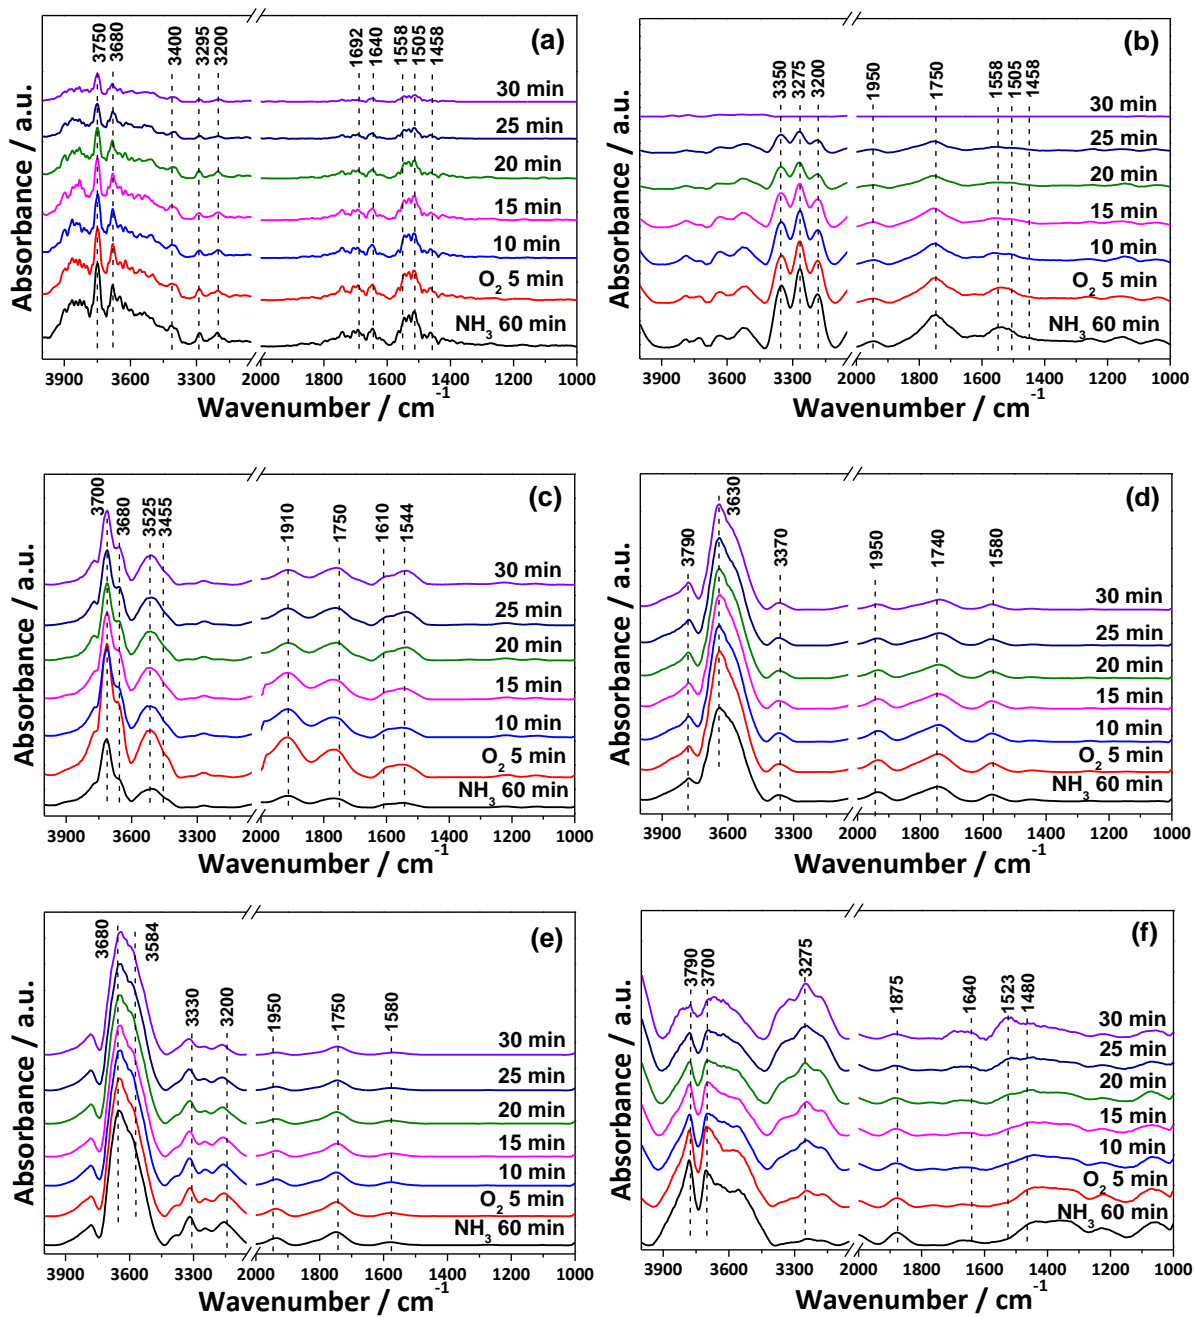 (a)
3750
3680
3400
3295
3200
1692
1640
1558
1505
1458
30 min
25 min
20 min
15 min
10 min
O₂ 5 min
NH₃ 60 min
Absorbance / a.u.
3900 3600 3300 2000 1800 1600 1400 1200 1000
Wavenumber / cm⁻¹
(b)
3350
3275
3200
1950
1750
1558
1505
1458
30 min
25 min
20 min
15 min
10 min
O₂ 5 min
NH₃ 60 min
Absorbance / a.u.
3900 3600 3300 2000 1800 1600 1400 1200 1000
Wavenumber / cm⁻¹
(c)
3700
3680
3525
3455
1910
1750
1610
1544
30 min
25 min
20 min
15 min
10 min
O₂ 5 min
NH₃ 60 min
Absorbance / a.u.
3900 3600 3300 2000 1800 1600 1400 1200 1000
Wavenumber / cm⁻¹
(d)
3790
3630
3370
1950
1740
1580
30 min
25 min
20 min
15 min
10 min
O₂ 5 min
NH₃ 60 min
Absorbance / a.u.
3900 3600 3300 2000 1800 1600 1400 1200 1000
Wavenumber / cm⁻¹
(e)
3680
3584
3330
3200
1950
1750
1580
30 min
25 min
20 min
15 min
10 min
O₂ 5 min
NH₃ 60 min
Absorbance / a.u.
3900 3600 3300 2000 1800 1600 1400 1200 1000
Wavenumber / cm⁻¹
(f)
3790
3700
3275
1875
1640
1523
1480
30 min
25 min
20 min
15 min
10 min
O₂ 5 min
NH₃ 60 min
Absorbance / a.u.
3900 3600 3300 2000 1800 1600 1400 1200 1000
Wavenumber / cm⁻¹